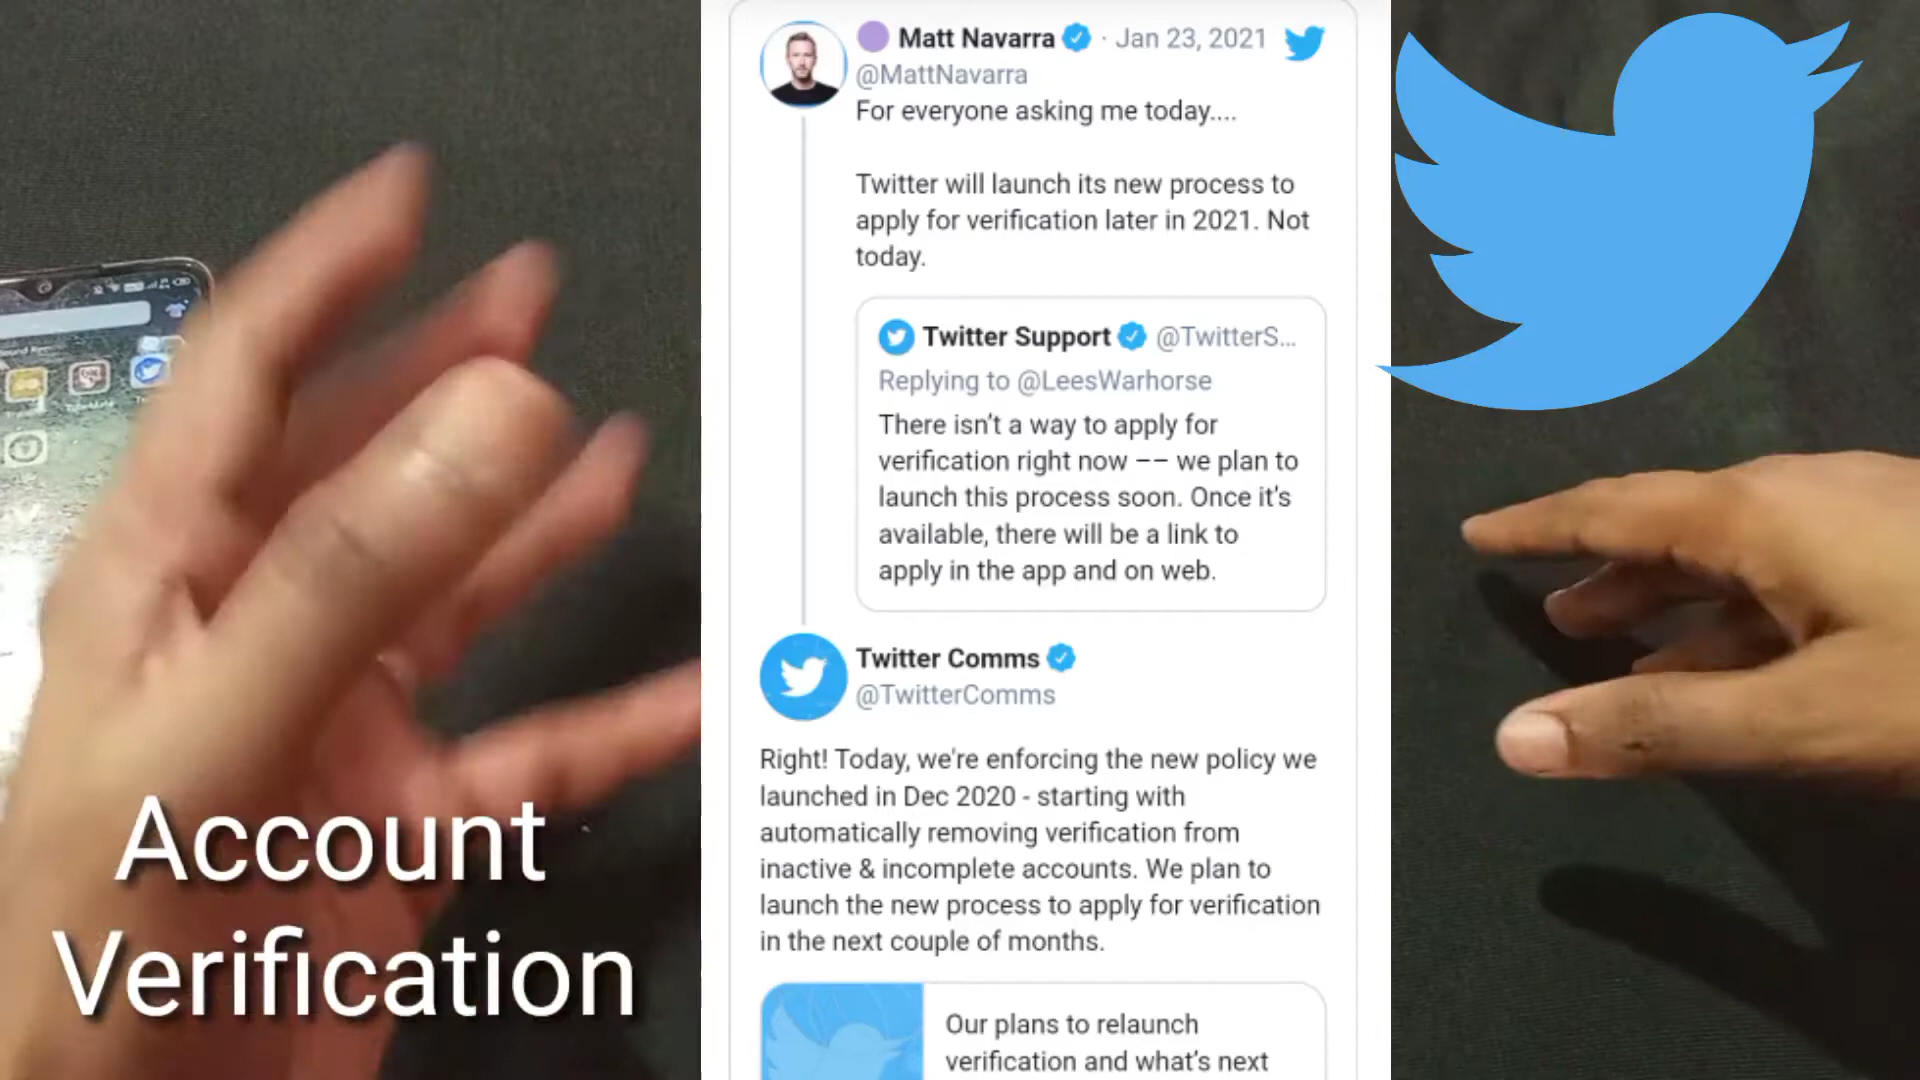 Matt Navarra · Jan 23, 2021
@MattNavarra
For everyone asking me today....
Twitter will launch its new process to
apply for verification later in 2021. Not
today.
Twitter Support @TwitterS...
Replying to @LeesWarhorse
There isn't a way to apply for
verification right now –– we plan to
launch this process soon. Once it's
available, there will be a link to
apply in the app and on web.
Twitter Comms
@TwitterComms
Right! Today, we're enforcing the new policy we
launched in Dec 2020 - starting with
automatically removing verification from
inactive & incomplete accounts. We plan to
launch the new process to apply for verification
in the next couple of months.
Our plans to relaunch
verification and what's next
Account
Verification